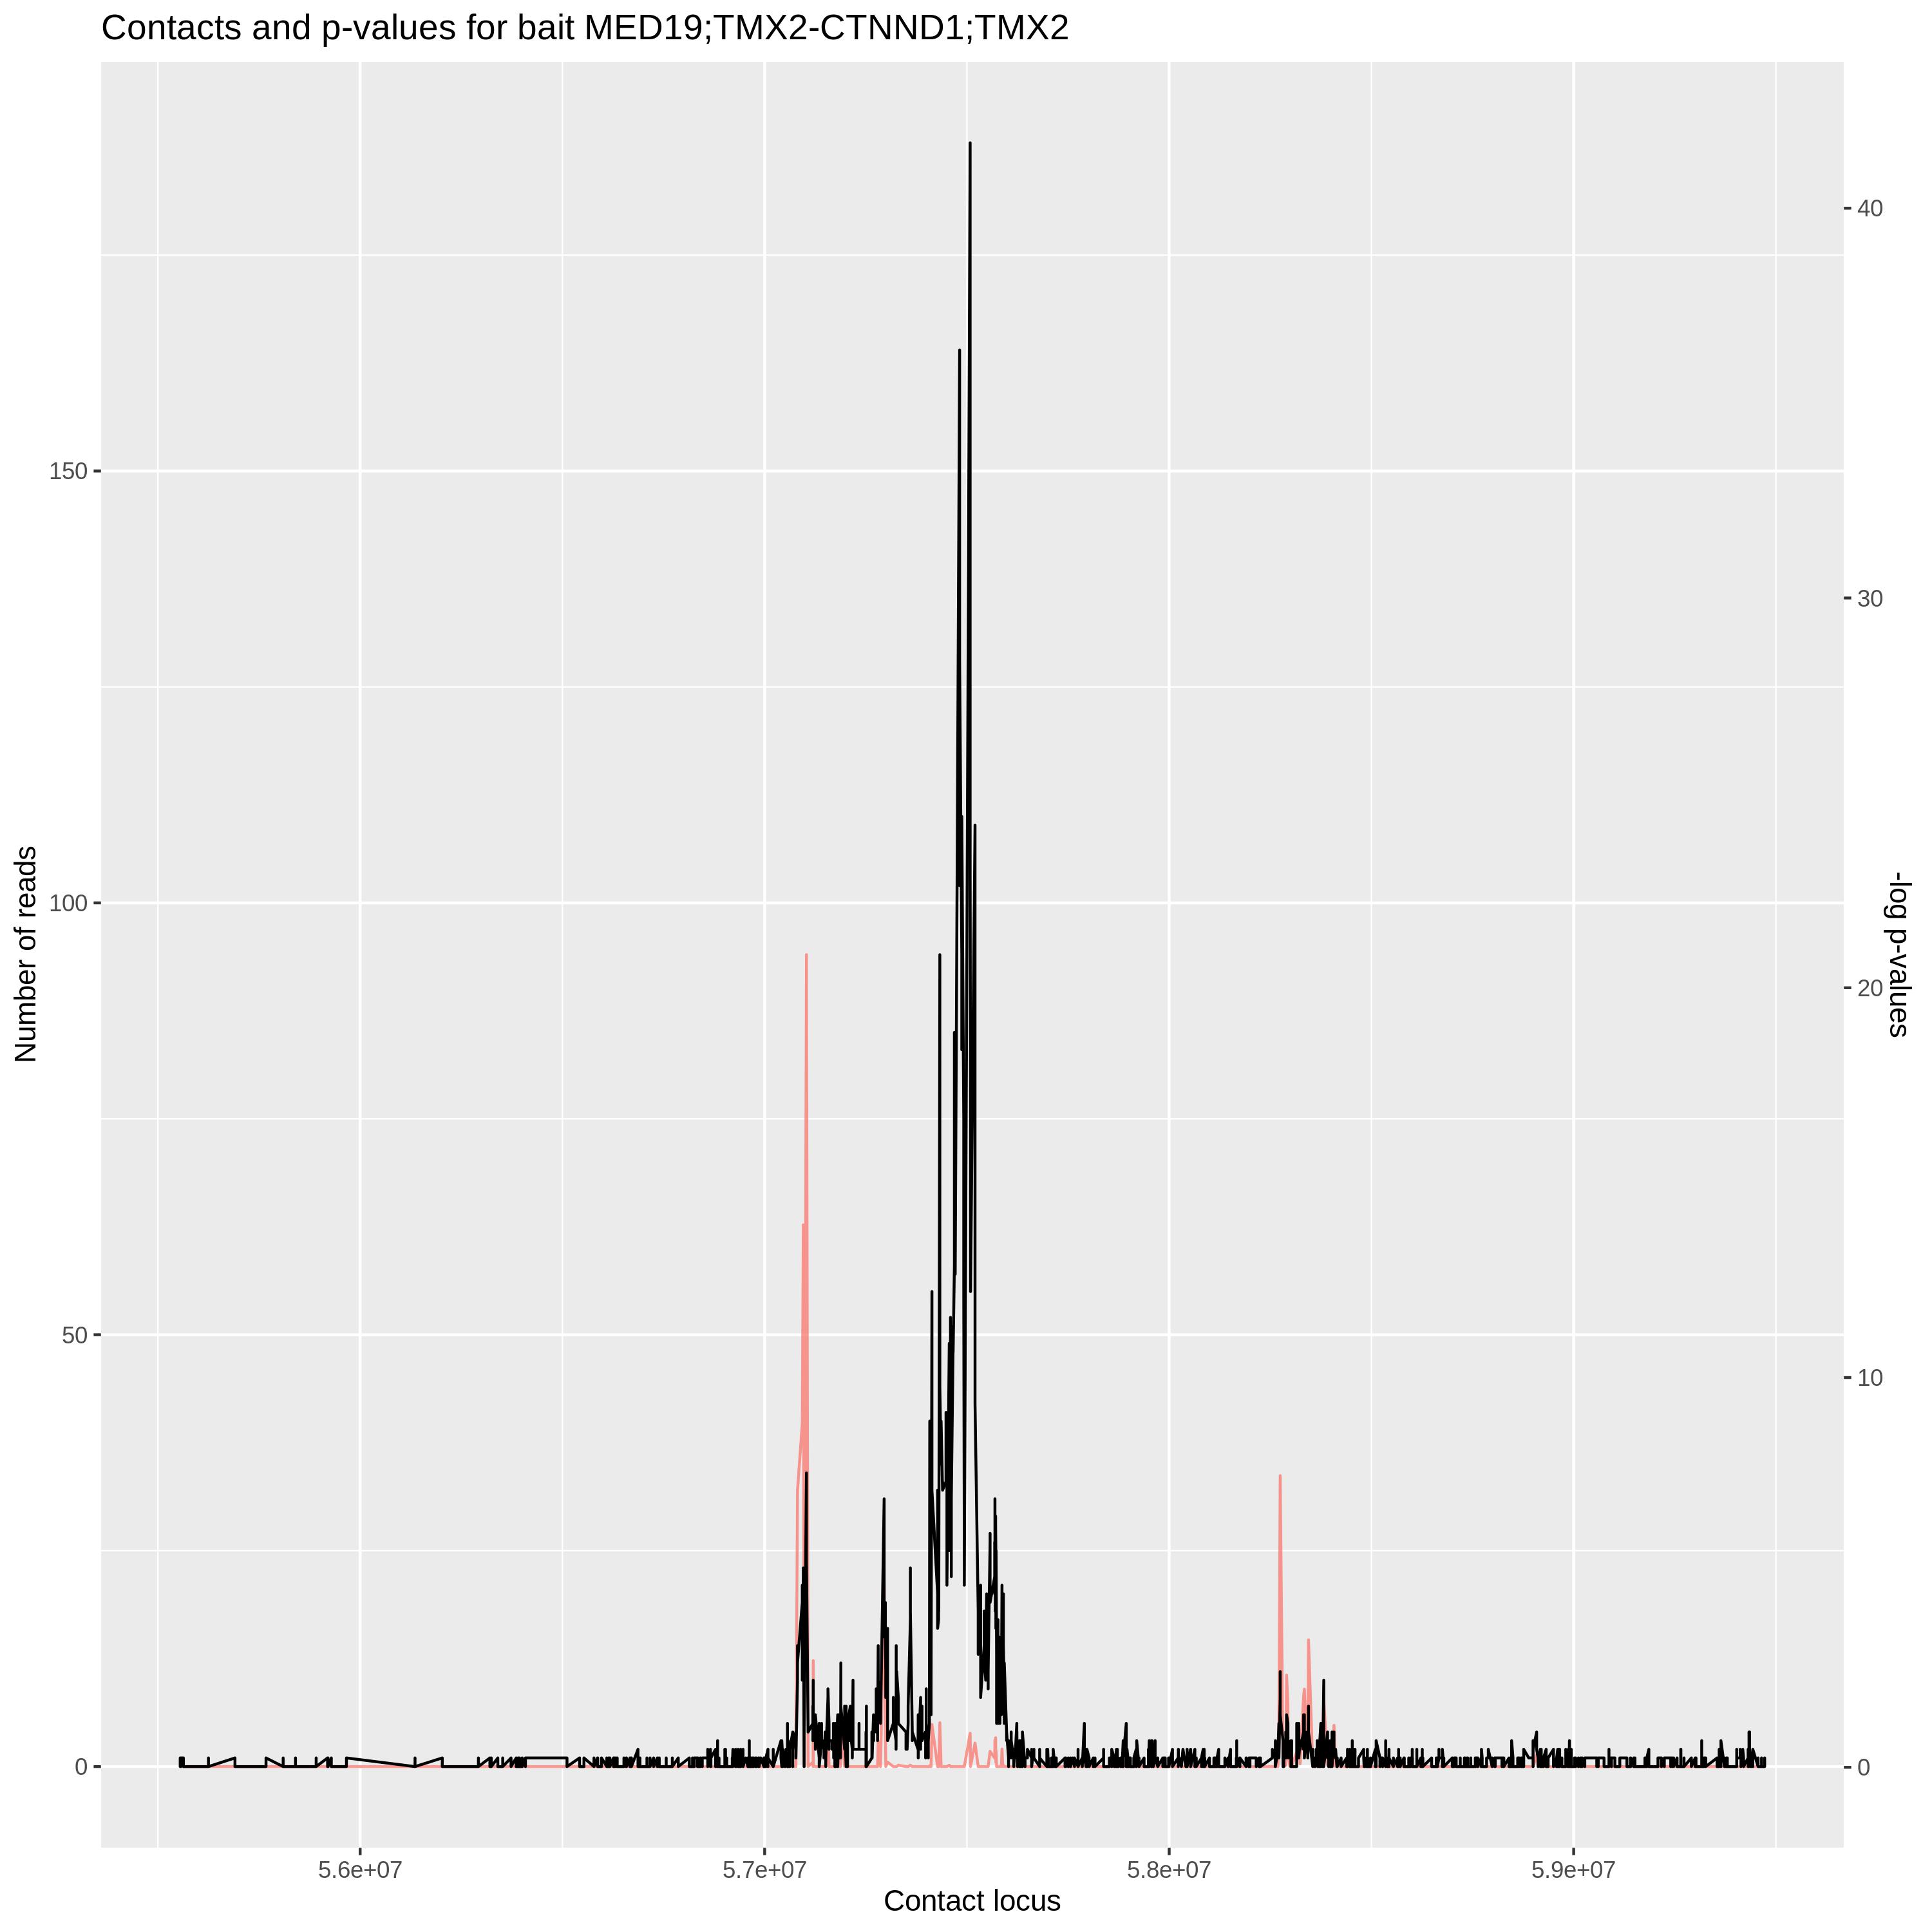 Contacts and p-values for bait MED19;TMX2-CTNND1;TMX2
Number of reads
150
100
50
0
40
30
20
10
0
-log p-values
5.6e+07
5.7e+07
5.8e+07
5.9e+07
Contact locus